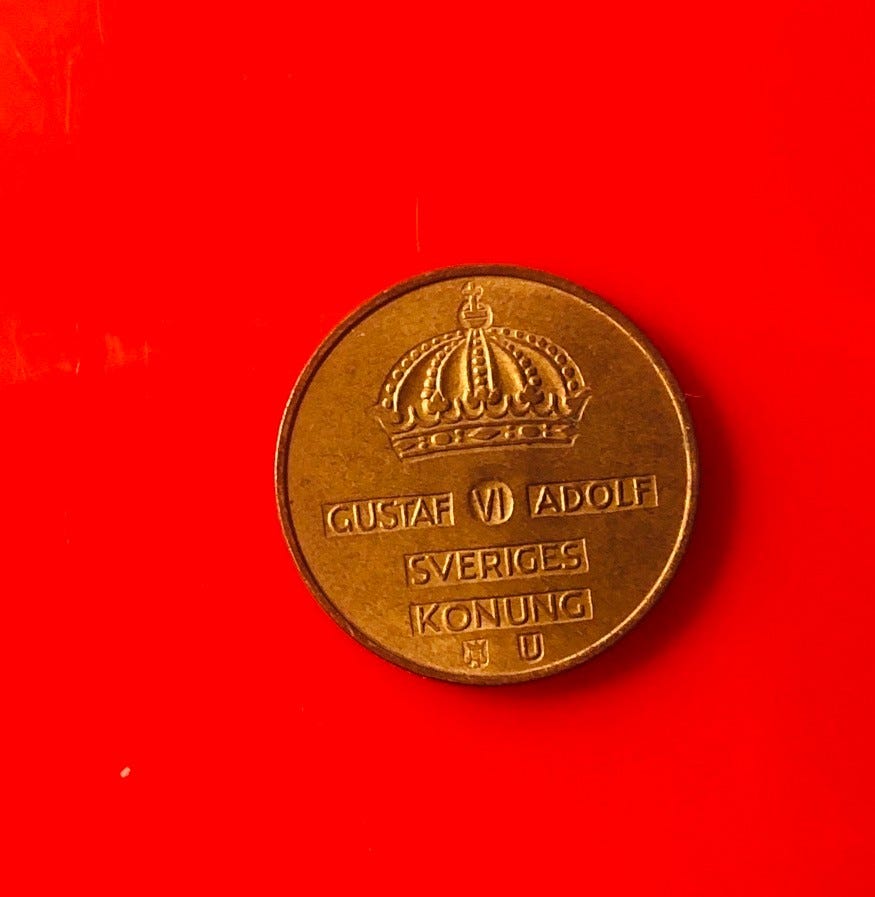 GUSTAF VI ADOLF
SVERIGES
KONUNG
U